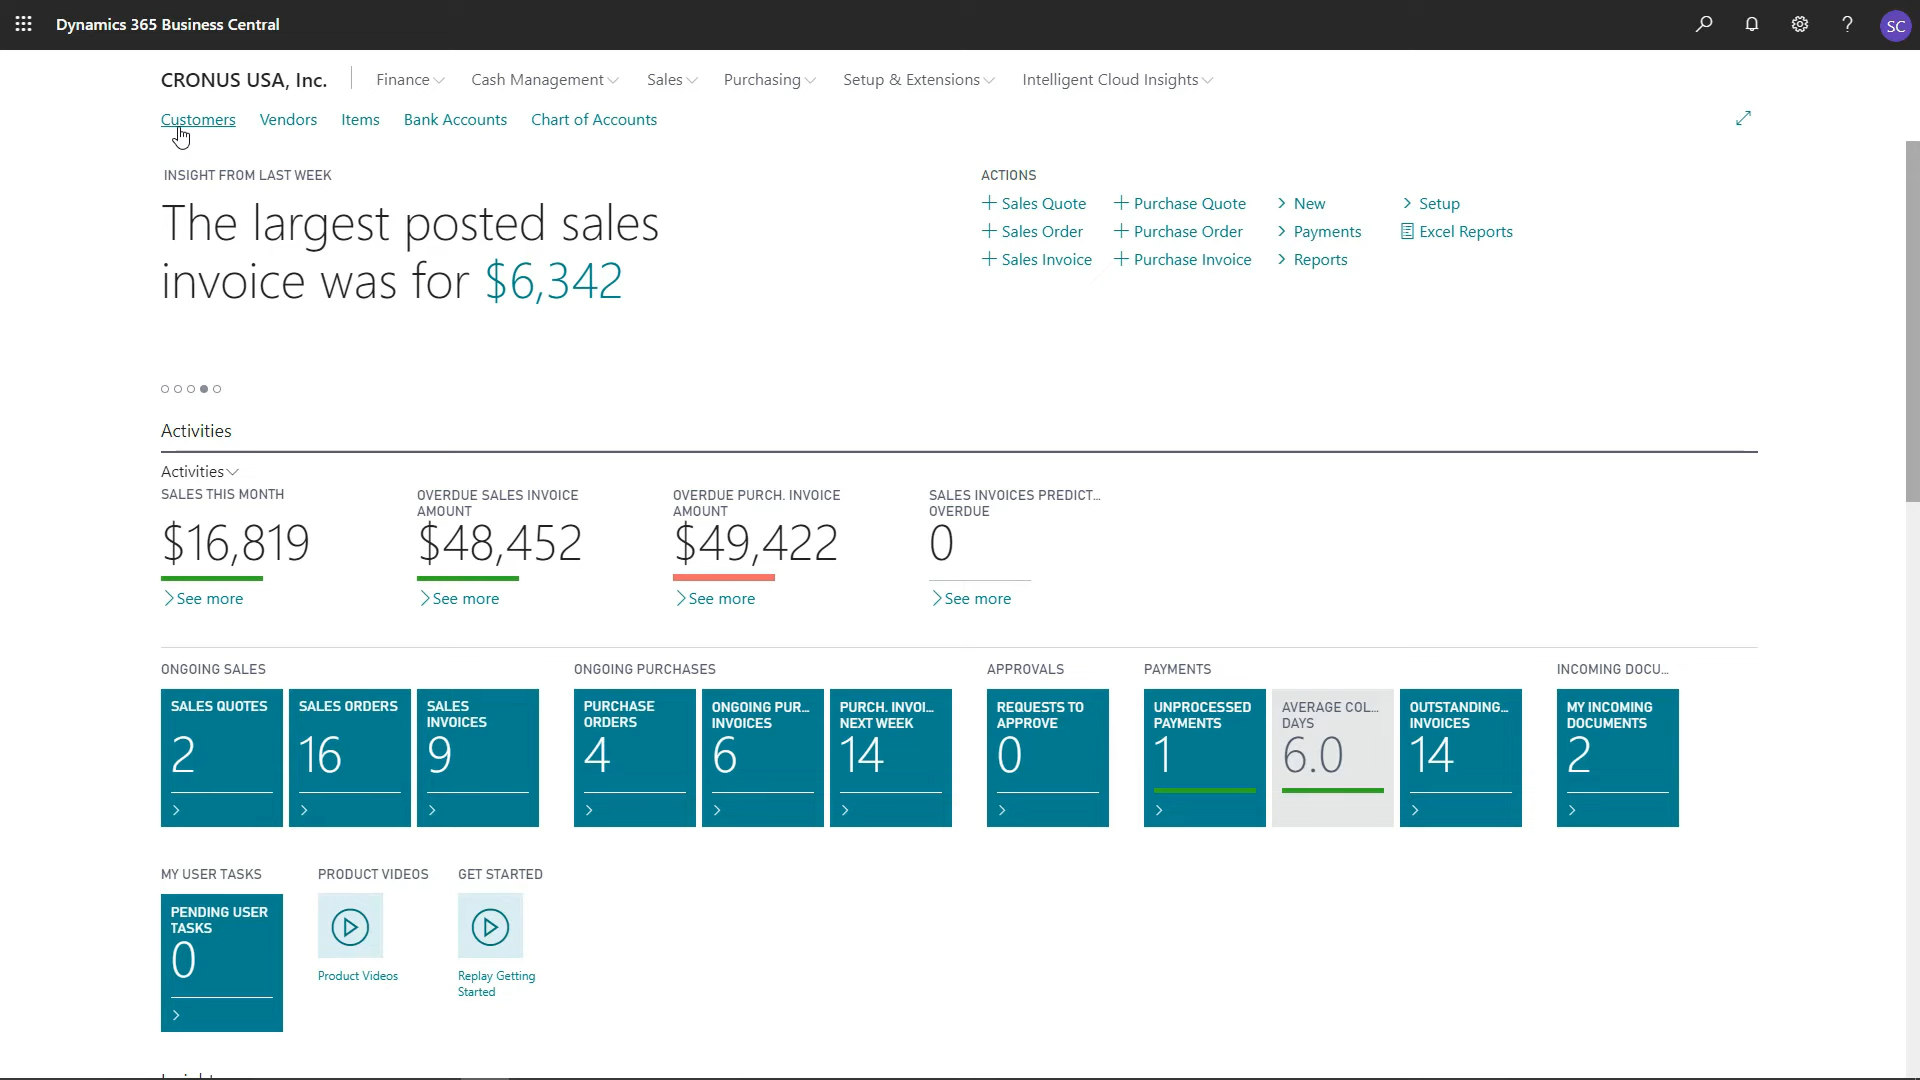 Dynamics 365 Business Central
?
SC
CRONUS USA, Inc.
Finance
Cash Management
Sales
Purchasing
Setup & Extensions
Intelligent Cloud Insights
Customers
Vendors
Items
Bank Accounts
Chart of Accounts
INSIGHT FROM LAST WEEK
The largest posted sales
invoice was for $6,342
ACTIONS
+ Sales Quote
+ Purchase Quote
> New
> Setup
+ Sales Order
+ Purchase Order
> Payments
Excel Reports
+ Sales Invoice
+ Purchase Invoice
> Reports
Activities
Activities
SALES THIS MONTH
$16,819
>See more
OVERDUE SALES INVOICE
AMOUNT
$48,452
>See more
OVERDUE PURCH. INVOICE
AMOUNT
$49,422
>See more
SALES INVOICES PREDICT...
OVERDUE
0
>See more
ONGOING SALES
SALES QUOTES
2
SALES ORDERS
16
SALES
INVOICES
9
ONGOING PURCHASES
PURCHASE
ORDERS
4
ONGOING PUR...
INVOICES
6
PURCH. INVOI...
NEXT WEEK
14
APPROVALS
REQUESTS TO
APPROVE
0
PAYMENTS
UNPROCESSED
PAYMENTS
1
AVERAGE COL...
DAYS
6.0
OUTSTANDING...
INVOICES
14
INCOMING DOCU...
MY INCOMING
DOCUMENTS
2
MY USER TASKS
PENDING USER
TASKS
0
PRODUCT VIDEOS
Product Videos
GET STARTED
Replay Getting
Started